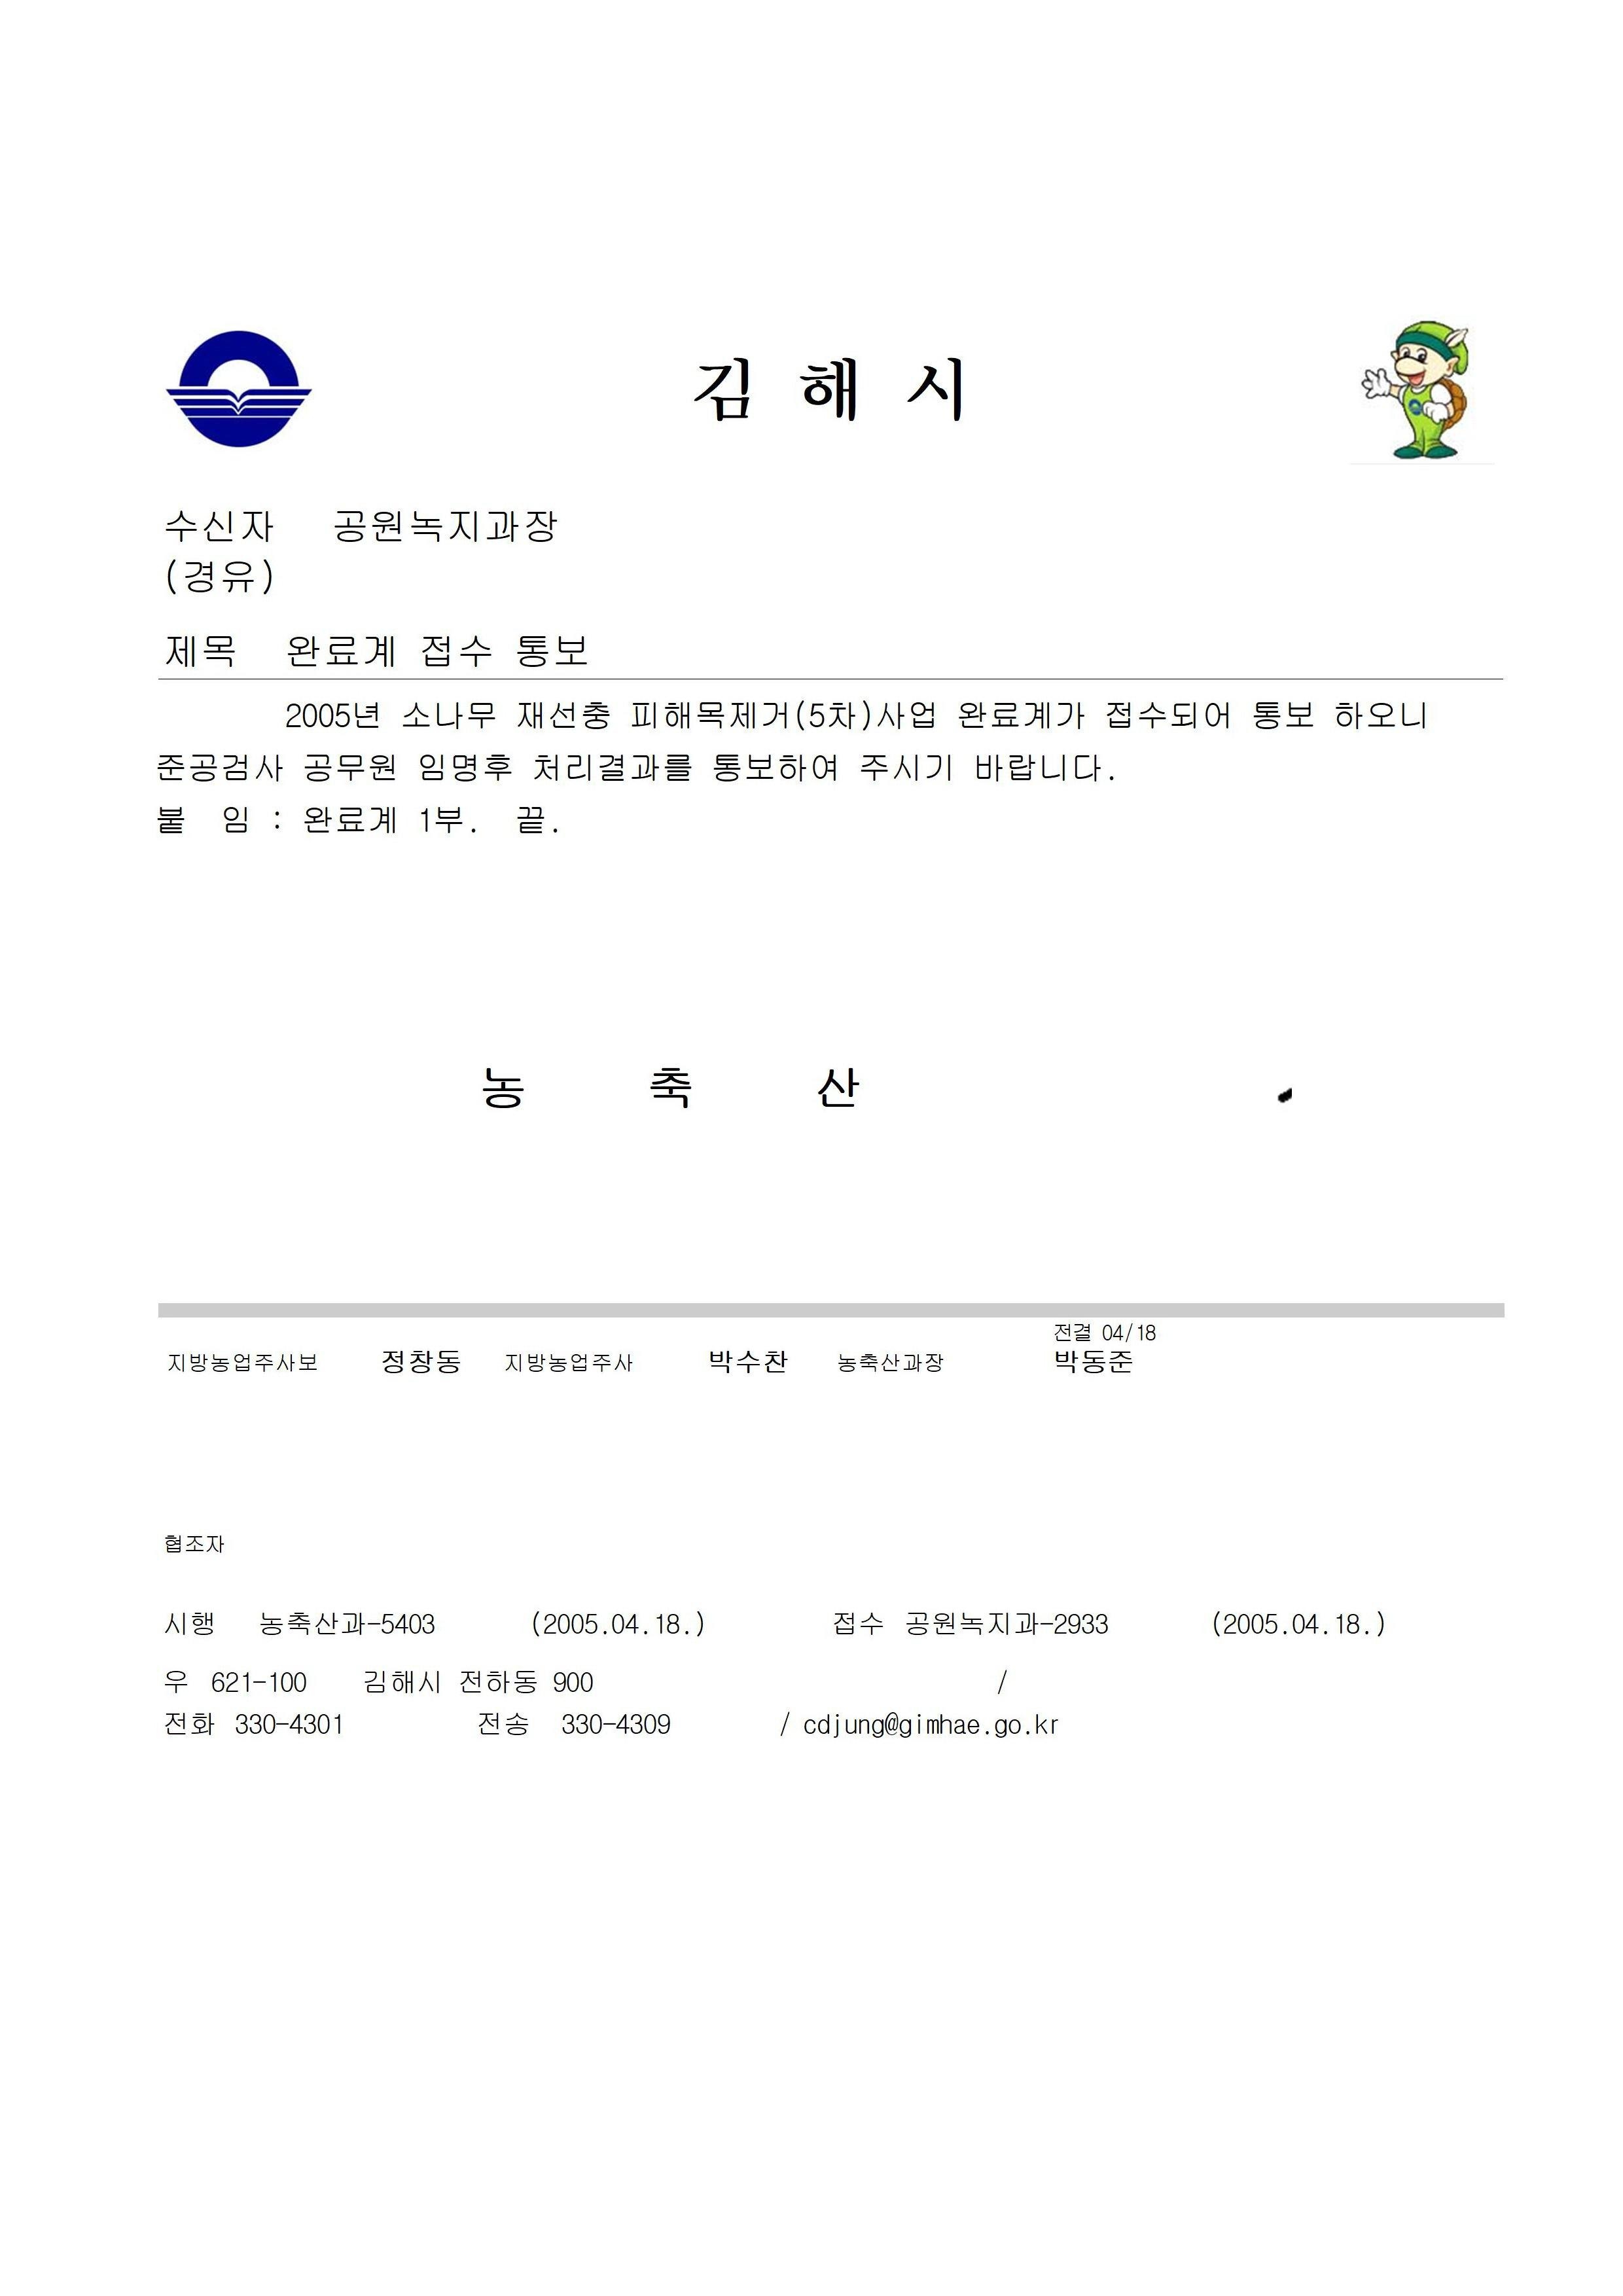 김 해 시
수신자 공원녹지과장
(경유)
제목 완료계 접수 통보
2005년 소나무 재선충 피해목제거(5차)사업 완료계가 접수되어 통보 하오니
준공검사 공무원 임명후 처리결과를 통보하여 주시기 바랍니다.
붙 임 : 완료계 1부. 끝.
농 축 산
전결 04/18
지방농업주사보 정창동 지방농업주사 박수찬 농축산과장 박동준
협조자
시행 농축산과-5403 (2005.04.18.) 접수 공원녹지과-2933 (2005.04.18.)
우 621-100 김해시 전하동 900 /
전화 330-4301 전송 330-4309 / cdjung@gimhae.go.kr